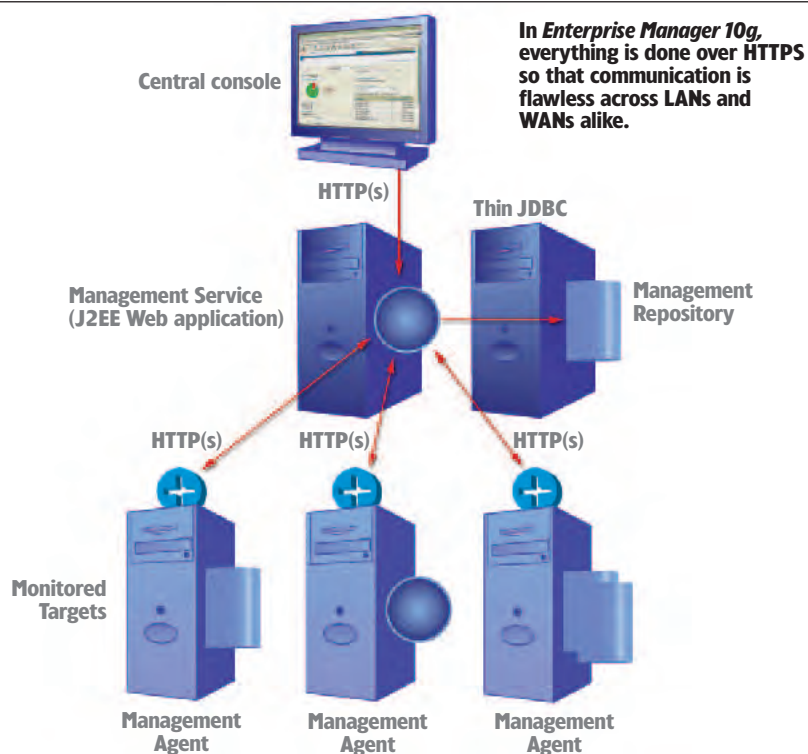 In Enterprise Manager 10g,
everything is done over HTTPS
so that communication is
flawless across LANs and
WANs alike.
Central console
HTTP(s)
Thin JDBC
Management Service
(J2EE Web application)
Management
Repository
HTTP(s)
HTTP(s)
HTTP(s)
Monitored
Targets
Management
Agent
Management
Agent
Management
Agent